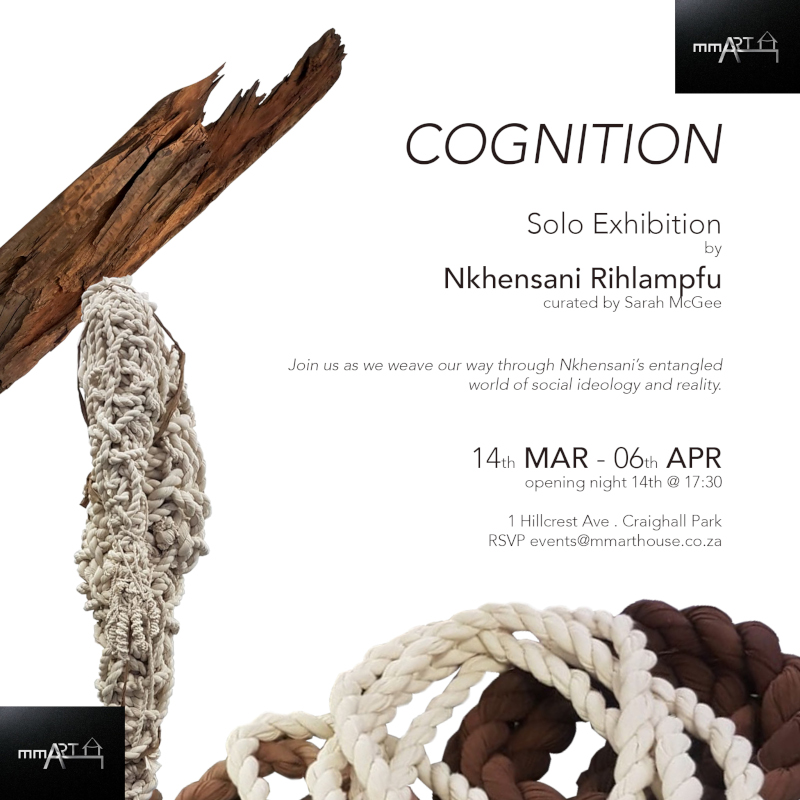 mmART
COGNITION
Solo Exhibition
by
Nkhensani Rihlampfu
curated by Sarah McGee
Join us as we weave our way through Nkhensani's entangled
world of social ideology and reality.
14th MAR - 06th APR
opening night 14th @ 17:30
1 Hillcrest Ave . Craighall Park
RSVP events@mmarthouse.co.za
mmART